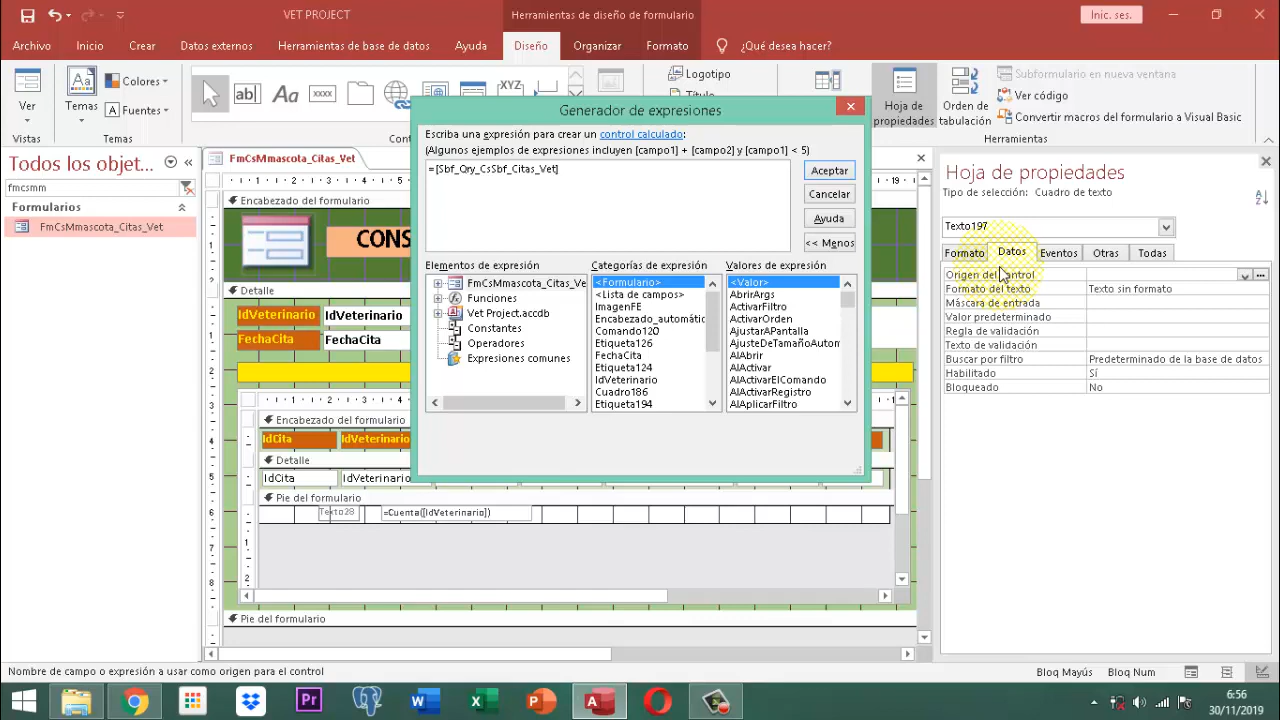 VET PROJECT
Herramientas de diseño de formulario
Inic. ses.
Archivo
Inicio
Crear
Datos externos
Herramientas de base de datos
Ayuda
Diseño
Organizar
Formato
¿Qué desea hacer?
Ver
Vistas
Temas
Colores
Fuentes
Temas
Aa
ab|
Aa
xxxx
XYZ
Logotipo
Título
Hoja de
propiedades
Orden de
tabulación
Subformulario en nueva ventana
Ver código
Convertir macros del formulario a Visual Basic
Herramientas
Todos los objet...
fmcsmm
Formularios
FmCsMmascota_Citas_Vet
FmCsMmascota_Citas_Vet
Encabezado del formulario
CONS
Detalle
IdVeterinario
IdVeterinario
FechaCita
FechaCita
Encabezado del formulario
IdCita
IdVeterinario
Detalle
IdCita
IdVeterinario
Pie del formulario
Texto28
=Cuenta([IdVeterinario])
Pie del formulario
Generador de expresiones
Escriba una expresión para crear un control calculado:
(Algunos ejemplos de expresiones incluyen [campo1] + [campo2] y [campo1] < 5)
=[Sbf_Qry_CsSbf_Citas_Vet]
Aceptar
Cancelar
Ayuda
<< Menos
Elementos de expresión
FmCsMmascota_Citas_Ve
Funciones
Vet Project.accdb
Constantes
Operadores
Expresiones comunes
Categorías de expresión
<Formulario>
<Lista de campos>
ImagenFE
Encabezado_automátic
Comando120
Etiqueta126
FechaCita
Etiqueta124
IdVeterinario
Cuadro186
Etiqueta194
Valores de expresión
<Valor>
AbrirArgs
ActivarFiltro
ActivarOrden
AjustarAPantalla
AjusteDeTamañoAutom
AlAbrir
AlActivar
AlActivarElComando
AlActivarRegistro
AlAplicarFiltro
Hoja de propiedades
Tipo de selección: Cuadro de texto
Texto197
Formato
Datos
Eventos
Otras
Todas
Origen del control
Formato del texto Texto sin formato
Máscara de entrada
Valor predeterminado
Regla de validación
Texto de validación
Buscar por filtro Predeterminado de la base de datos
Habilitado Sí
Bloqueado No
Nombre de campo o expresión a usar como origen para el control
Bloq Mayús
Bloq Num
6:56
30/11/2019